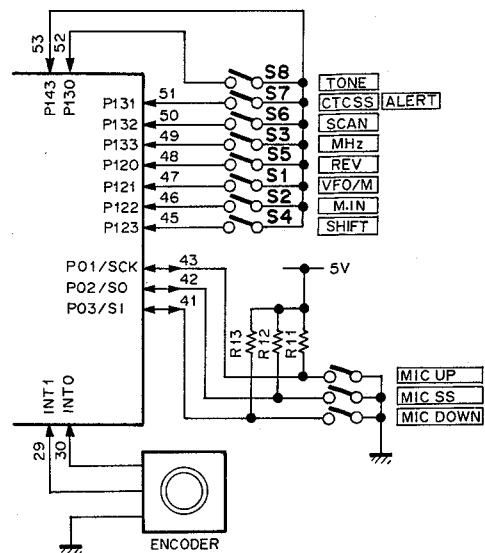 53
52
P143
P130
S8 TONE
P131 51 S7 CTCSS ALERT
P132 50 S6 SCAN
P133 49 S3 MHz
P120 48 S5 REV
P121 47 S1 VFO/M
P122 46 S2 M.IN
P123 45 S4 SHIFT
P01/SCK 43 5V
P02/SO 42
P03/SI 41
R13
R12
R11
MIC UP
MIC SS
MIC DOWN
INT1
INT0
29
30
ENCODER